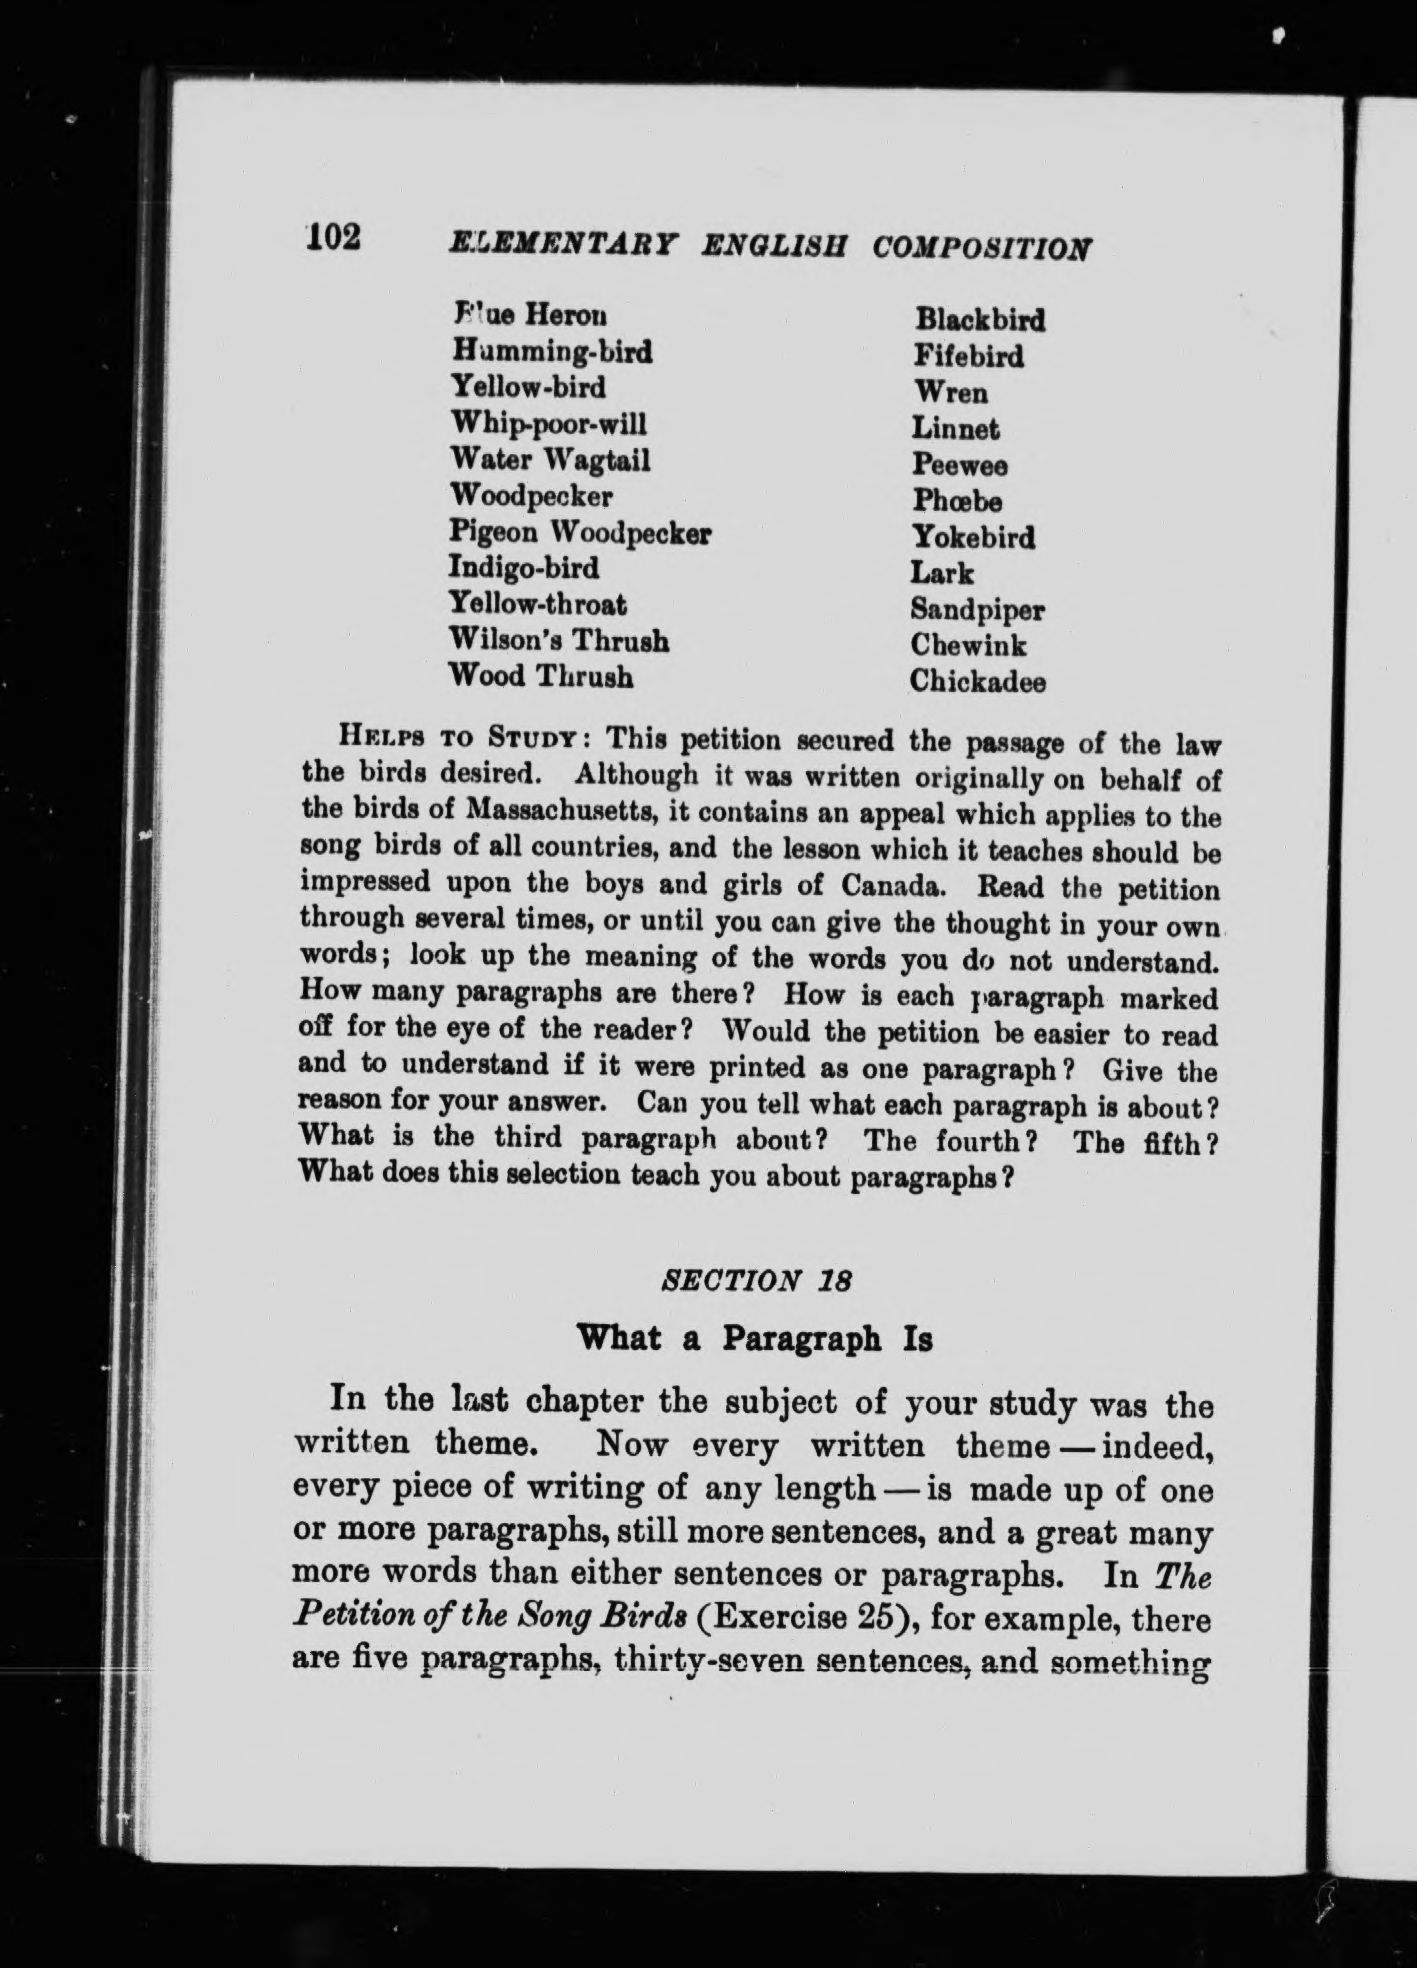 102 ELEMENTARY ENGLISH COMPOSITION
Blue Heron
Humming-bird
Yellow-bird
Whip-poor-will
Water Wagtail
Woodpecker
Pigeon Woodpecker
Indigo-bird
Yellow-throat
Wilson's Thrush
Wood Thrush
Blackbird
Fifebird
Wren
Linnet
Peewee
Phœbe
Yokebird
Lark
Sandpiper
Chewink
Chickadee
HELPS TO STUDY: This petition secured the passage of the law
the birds desired. Although it was written originally on behalf of
the birds of Massachusetts, it contains an appeal which applies to the
song birds of all countries, and the lesson which it teaches should be
impressed upon the boys and girls of Canada. Read the petition
through several times, or until you can give the thought in your own
words; look up the meaning of the words you do not understand.
How many paragraphs are there? How is each paragraph marked
off for the eye of the reader? Would the petition be easier to read
and to understand if it were printed as one paragraph? Give the
reason for your answer. Can you tell what each paragraph is about?
What is the third paragraph about? The fourth? The fifth?
What does this selection teach you about paragraphs?
SECTION 18
What a Paragraph Is
In the last chapter the subject of your study was the
written theme. Now every written theme — indeed,
every piece of writing of any length — is made up of one
or more paragraphs, still more sentences, and a great many
more words than either sentences or paragraphs. In The
Petition of the Song Birds (Exercise 25), for example, there
are five paragraphs, thirty-seven sentences, and something